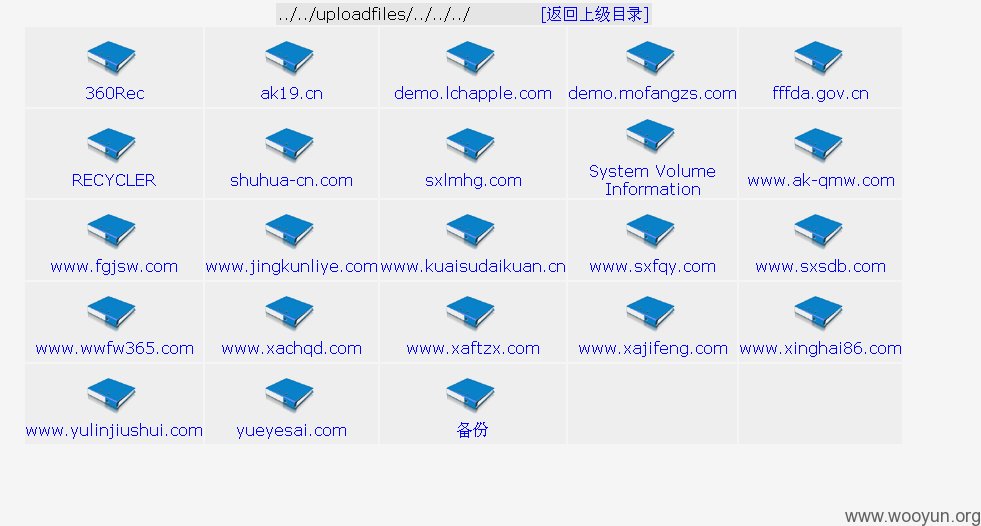 ../../uploadfiles/../../../ [返回上级目录]
360Rec ak19.cn demo.lchapple.com demo.mofangzs.com fffda.gov.cn
RECYCLER shuhua-cn.com sxlmhg.com System Volume Information www.ak-qmw.com
www.fgjsw.com www.jingkunliye.com www.kuaisudaikuan.cn www.sxfqy.com www.sxsdb.com
www.wwfw365.com www.xachqd.com www.xaftzx.com www.xajifeng.com www.xinghai86.com
www.yulinjiushui.com yueyesai.com 备份
www.wooyun.org